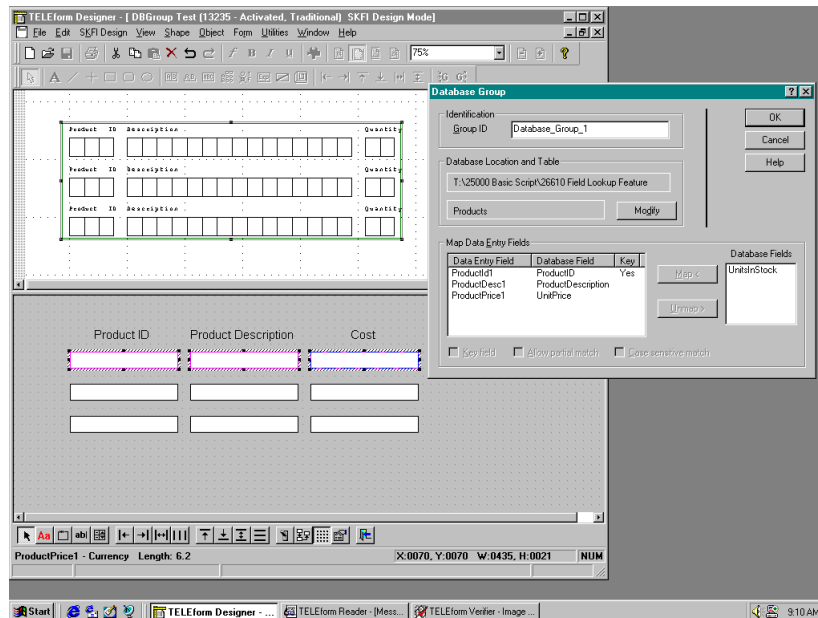 TELEform Designer - [ DBGroup Test (13235 - Activated, Traditional) SKFI Design Mode]
File Edit SKFI Design View Shape Object Form Utilities Window Help
75%
Product ID Description Quantity
Product ID Description Quantity
Product ID Description Quantity
Product ID Product Description Cost
ProductPrice1 - Currency Length: 6.2 X:0070, Y:0070 W:0435, H:0021 NUM
Database Group
Identification
Group ID Database_Group_1
OK
Cancel
Help
Database Location and Table
T:\25000 Basic Script\26610 Field Lookup Feature
Products Modify
Map Data Entry Fields
Data Entry Field Database Field Key
ProductId1 ProductID Yes
ProductDesc1 ProductDescription
ProductPrice1 UnitPrice
Map <
Unmap >
Database Fields
UnitsInStock
Key field Allow partial match Case sensitive match
Start TELEform Designer - ... TELEform Reader - [Mess... TELEform Verifier - Image ... 9:10 AM